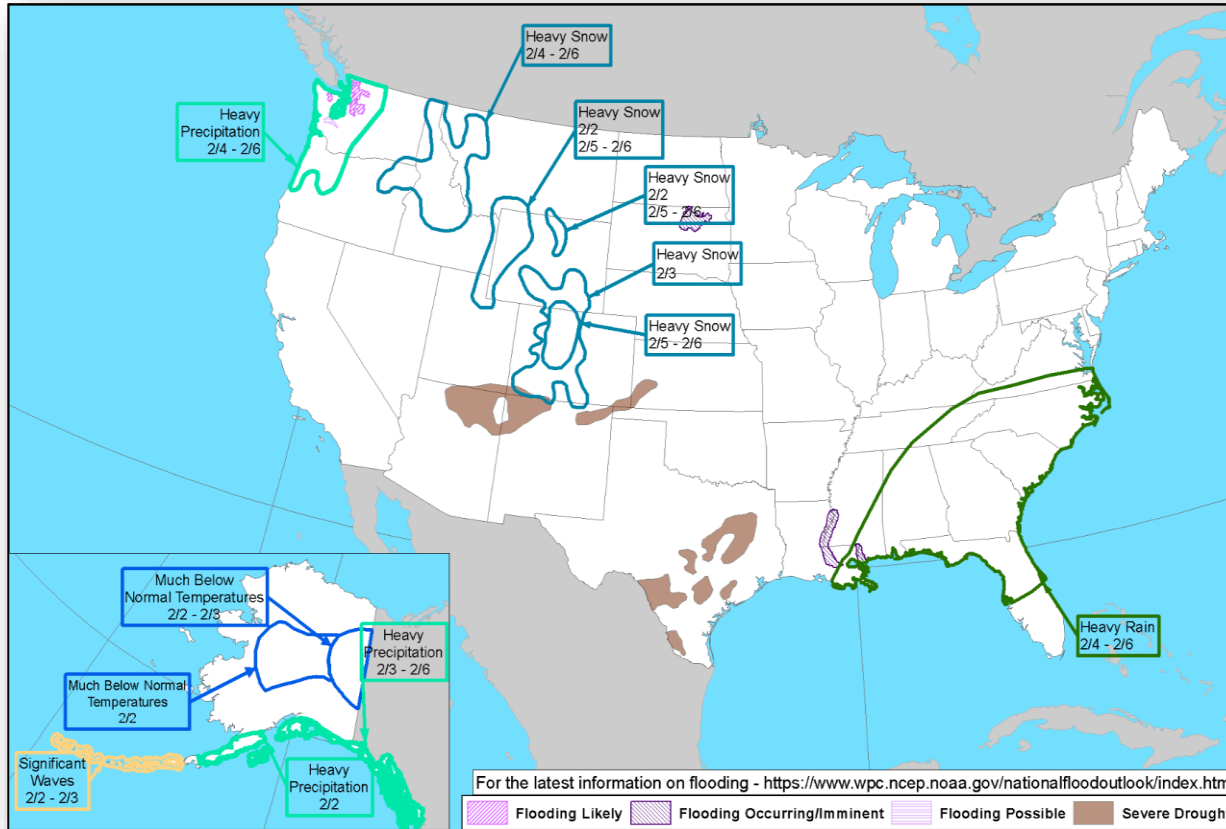 Heavy Snow
2/4 - 2/6
Heavy
Precipitation
2/4 - 2/6
Heavy Snow
2/2
2/5 - 2/6
Heavy Snow
2/2
2/5 - 2/6
Heavy Snow
2/3
Heavy Snow
2/5 - 2/6
Heavy Rain
2/4 - 2/6
Much Below
Normal Temperatures
2/2 - 2/3
Heavy
Precipitation
2/3 - 2/6
Much Below Normal
Temperatures
2/2
Significant
Waves
2/2 - 2/3
Heavy
Precipitation
2/2
For the latest information on flooding - https://www.wpc.ncep.noaa.gov/nationalfloodoutlook/index.htm
Flooding Likely
Flooding Occurring/Imminent
Flooding Possible
Severe Drough